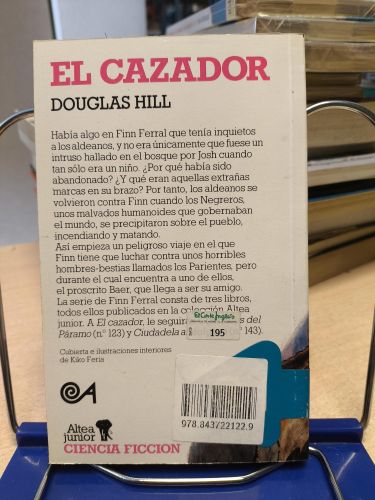 EL CAZADOR
DOUGLAS HILL
Había algo en Finn Ferral que tenía inquietos
a los aldeanos, y no era únicamente que fuese un
intruso hallado en el bosque por Josh cuando
tan sólo era un niño. ¿Por qué había sido
abandonado? ¿Y qué eran aquellas extrañas
marcas en su brazo? Por tanto, los aldeanos se
volvieron contra Finn cuando los Negreros,
unos malvados humanoides que gobernaban
el mundo, se precipitaron sobre el pueblo,
incendiando y matando.
Así empieza un peligroso viaje en el que
Finn tiene que luchar contra unos horribles
hombres-bestias llamados los Parientes, pero
durante el cual encuentra a uno de ellos,
el proscrito Baer, que llega a ser su amigo.
La serie de Finn Ferral consta de tres libros,
todos ellos publicados en la colección Altea
junior. A El cazador, le seguirá del
Páramo (n.º 123) y Ciudadela a 143).
El Corte Inglés
195
Cubierta e ilustraciones interiores
de Kiko Feria
Altea
junior
CIENCIA FICCION
978.843722122.9